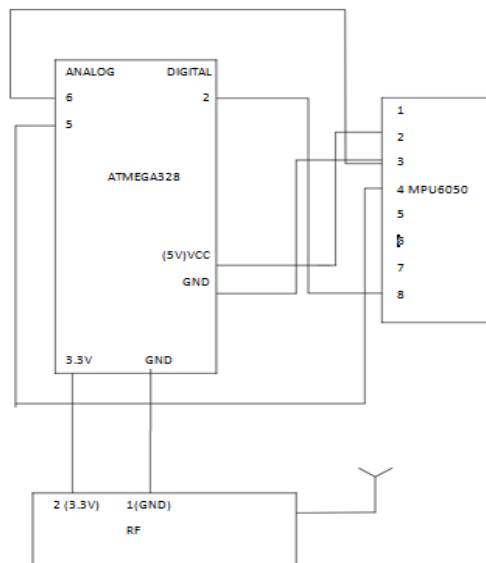 ANALOG DIGITAL
6 2
5
ATMEGA328
(5V)VCC
GND
3.3V GND
1
2
3
4 MPU6050
5
6
7
8
2 (3.3V) 1(GND)
RF